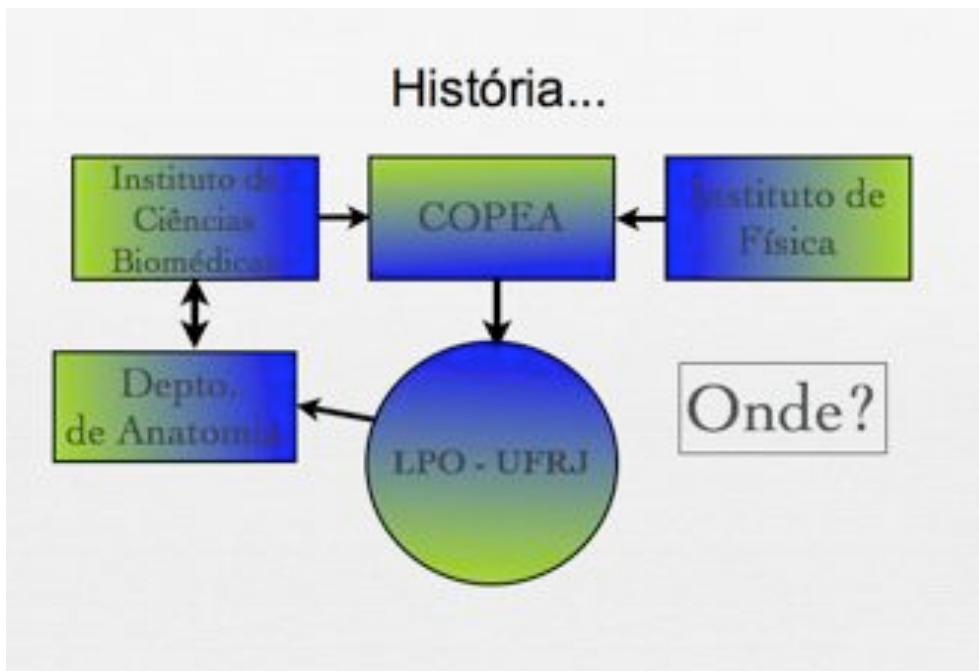 História...
Instituto de
Ciências
Biomédicas
COPEA
Instituto de
Física
Depto.
de Anatomia
LPO - UFRJ
Onde?